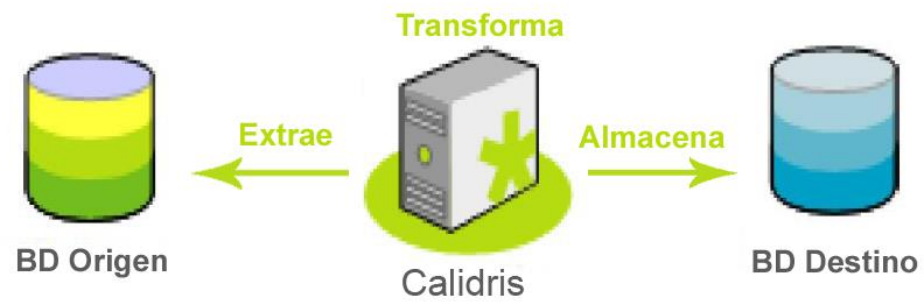 Transforma
Extrae
Almacena
BD Origen
Calidris
BD Destino